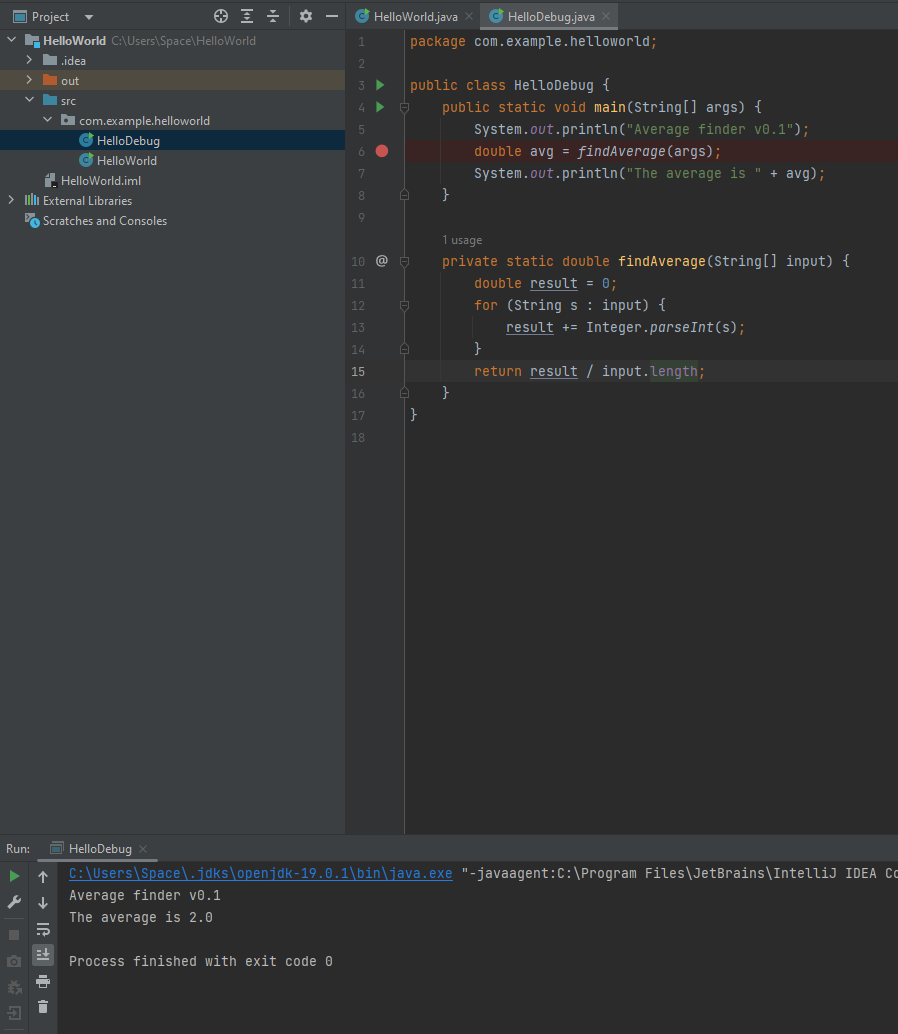 Project
HelloWorld C:\Users\Space\HelloWorld
.idea
out
src
com.example.helloworld
HelloDebug
HelloWorld
HelloWorld.iml
External Libraries
Scratches and Consoles
HelloWorld.java
HelloDebug.java
1 package com.example.helloworld;
2
3 public class HelloDebug {
4 public static void main(String[] args) {
5 System.out.println("Average finder v0.1");
6 double avg = findAverage(args);
7 System.out.println("The average is " + avg);
8 }
9
1 usage
10 @ private static double findAverage(String[] input) {
11 double result = 0;
12 for (String s : input) {
13 result += Integer.parseInt(s);
14 }
15 return result / input.length;
16 }
17 }
18
Run: HelloDebug
C:\Users\Space\.jdks\openjdk-19.0.1\bin\java.exe "-javaagent:C:\Program Files\JetBrains\IntelliJ IDEA Co
Average finder v0.1
The average is 2.0
Process finished with exit code 0